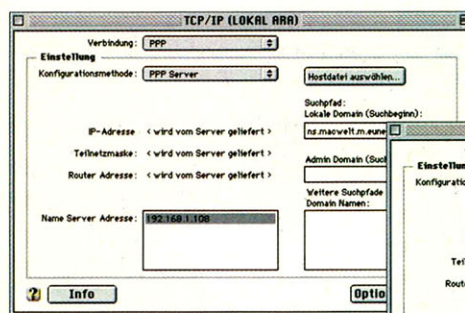 TCP/IP (LOKAL ARA)
Verbindung: PPP
Einstellung
Konfigurationsmethode: PPP Server
Hostdatei auswählen...
Suchpfad:
Lokale Domain (Suchbeginn):
ns.macwelt.m.eune
IP-Adresse < wird vom Server geliefert >
Teilnetzmaske: < wird vom Server geliefert >
Router Adresse: < wird vom Server geliefert >
Admin Domain (Such
Weitere Suchpfade
Domain Namen:
Name Server Adresse: 192.168.1.108
Info
Optio
Einstellun
Konfiguratio
Teil
Route